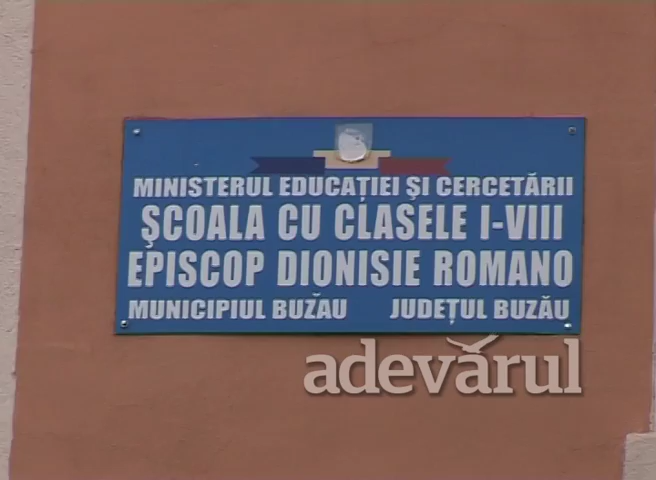 MINISTERUL EDUCAȚIEI ȘI CERCETĂRII
ȘCOALA CU CLASELE I-VIII
EPISCOP DIONISIE ROMANO
MUNICIPIUL BUZĂU JUDEȚUL BUZĂU
adevărul